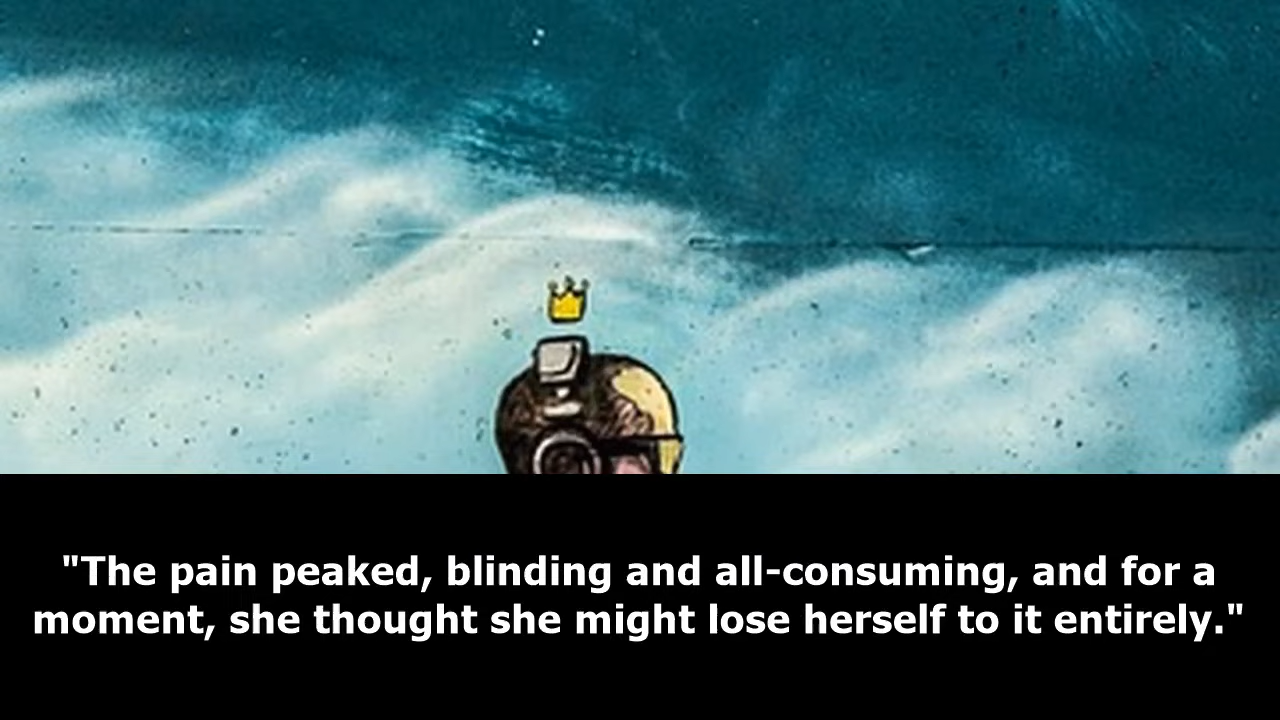 "The pain peaked, blinding and all-consuming, and for a
moment, she thought she might lose herself to it entirely."